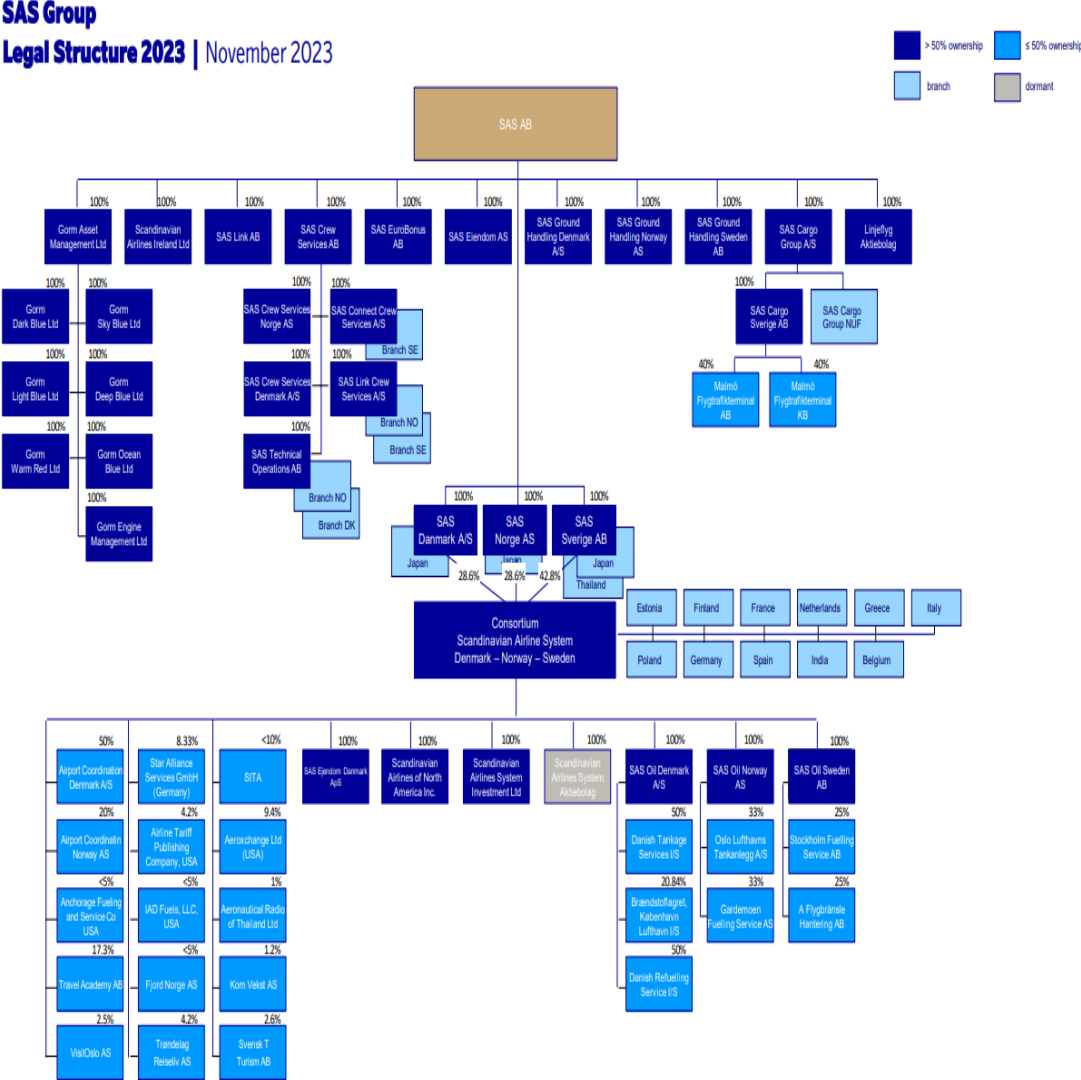 SAS Group
Legal Structure 2023 | November 2023
> 50% ownership
≤ 50% ownership
branch
dormant
SAS AB
100%
100%
100%
100%
100%
100%
100%
100%
100%
100%
100%
Gorm Asset
Management Ltd
Scandinavian
Airlines Ireland Ltd
SAS Link AB
SAS Crew
Services AB
SAS EuroBonus
AB
SAS Eiendom AS
SAS Ground
Handling Denmark
A/S
SAS Ground
Handling Norway
AS
SAS Ground
Handling Sweden
AB
SAS Cargo
Group A/S
Linjeflyg
Aktiebolag
100%
100%
Gorm
Dark Blue Ltd
Gorm
Sky Blue Ltd
100%
100%
Gorm
Light Blue Ltd
Gorm
Deep Blue Ltd
100%
100%
Gorm
Warm Red Ltd
Gorm Ocean
Blue Ltd
100%
Gorm Engine
Management Ltd
100%
100%
SAS Crew Services
Norge AS
SAS Connect Crew
Services A/S
Branch SE
100%
100%
SAS Crew Services
Denmark A/S
SAS Link Crew
Services A/S
Branch NO
Branch SE
100%
SAS Technical
Operations AB
Branch NO
Branch DK
100%
SAS Cargo
Sverige AB
SAS Cargo
Group NUF
40%
40%
Malmö
Flygtrafikterminal
AB
Malmö
Flygtrafikterminal
KB
100%
100%
100%
SAS
Danmark A/S
SAS
Norge AS
SAS
Sverige AB
Japan
Japan
Japan
Thailand
28.6%
28.6%
42.8%
Consortium
Scandinavian Airline System
Denmark – Norway – Sweden
Estonia
Finland
France
Netherlands
Greece
Italy
Poland
Germany
Spain
India
Belgium
50%
8.33%
<10%
100%
100%
100%
100%
100%
100%
100%
Airport Coordination
Denmark A/S
Star Alliance
Services GmbH
(Germany)
SITA
SAS Ejendom Danmark
ApS
Scandinavian
Airlines of North
America Inc.
Scandinavian
Airlines System
Investment Ltd
Scandinavian
Airlines System
Aktiebolag
SAS Oil Denmark
A/S
SAS Oil Norway
AS
SAS Oil Sweden
AB
20%
4.2%
9.4%
50%
33%
25%
Airport Coordinatin
Norway AS
Airline Tariff
Publishing
Company, USA
Aeroxchange Ltd
(USA)
Danish Tankage
Services I/S
Oslo Lufthavns
Tankanlegg A/S
Stockholm Fuelling
Service AB
<5%
<5%
1%
20.84%
33%
25%
Anchorage Fueling
and Service Co
USA
IAD Fuels, LLC,
USA
Aeronautical Radio
of Thailand Ltd
Brændstoflagret,
København
Lufthavn I/S
Gardemoen
Fuelling Service AS
A Flygbränsle
Hantering AB
17.3%
<5%
1.2%
50%
Travel Academy AB
Fjord Norge AS
Kom Vekst AS
Danish Refuelling
Service I/S
2.5%
4.2%
2.6%
VisitOslo AS
Trøndelag
Reiseliv AS
Svensk T
Turism AB